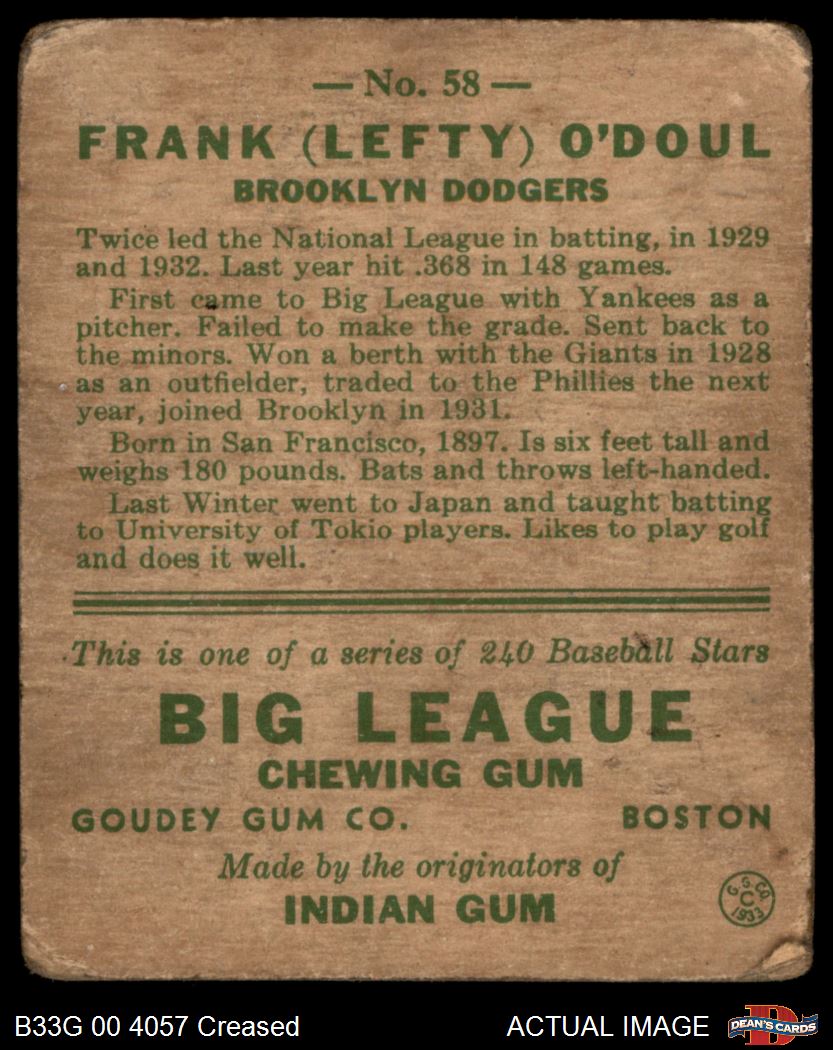 — No. 58 —
FRANK (LEFTY) O'DOUL
BROOKLYN DODGERS
Twice led the National League in batting, in 1929
and 1932. Last year hit .368 in 148 games.
First came to Big League with Yankees as a
pitcher. Failed to make the grade. Sent back to
the minors. Won a berth with the Giants in 1928
as an outfielder, traded to the Phillies the next
year, joined Brooklyn in 1931.
Born in San Francisco, 1897. Is six feet tall and
weighs 180 pounds. Bats and throws left-handed.
Last Winter went to Japan and taught batting
to University of Tokio players. Likes to play golf
and does it well.
This is one of a series of 240 Baseball Stars
BIG LEAGUE
CHEWING GUM
GOUDEY GUM CO. BOSTON
Made by the originators of
INDIAN GUM
G. G. CO.
C
1933
B33G 00 4057 Creased
ACTUAL IMAGE
D
DEAN'S CARDS